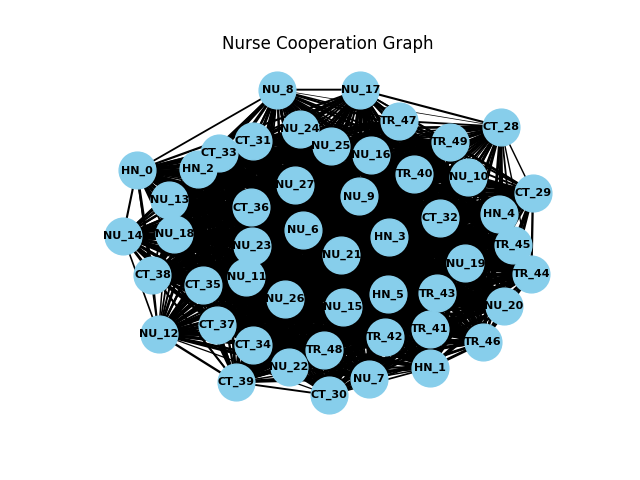 Nurse Cooperation Graph
NU_8
NU_17
TR_47
CT_28
NU_24
CT_31
TR_49
NU_25
CT_33
NU_16
HN_2
HN_0
TR_40
NU_10
NU_27
CT_29
NU_9
NU_13
CT_36
HN_4
CT_32
NU_6
NU_18
NU_14
HN_3
NU_23
TR_45
NU_21
NU_19
TR_44
CT_38
NU_11
CT_35
TR_43
HN_5
NU_26
NU_20
NU_15
CT_37
TR_41
NU_12
TR_42
TR_46
CT_34
TR_48
NU_22
HN_1
NU_7
CT_39
CT_30